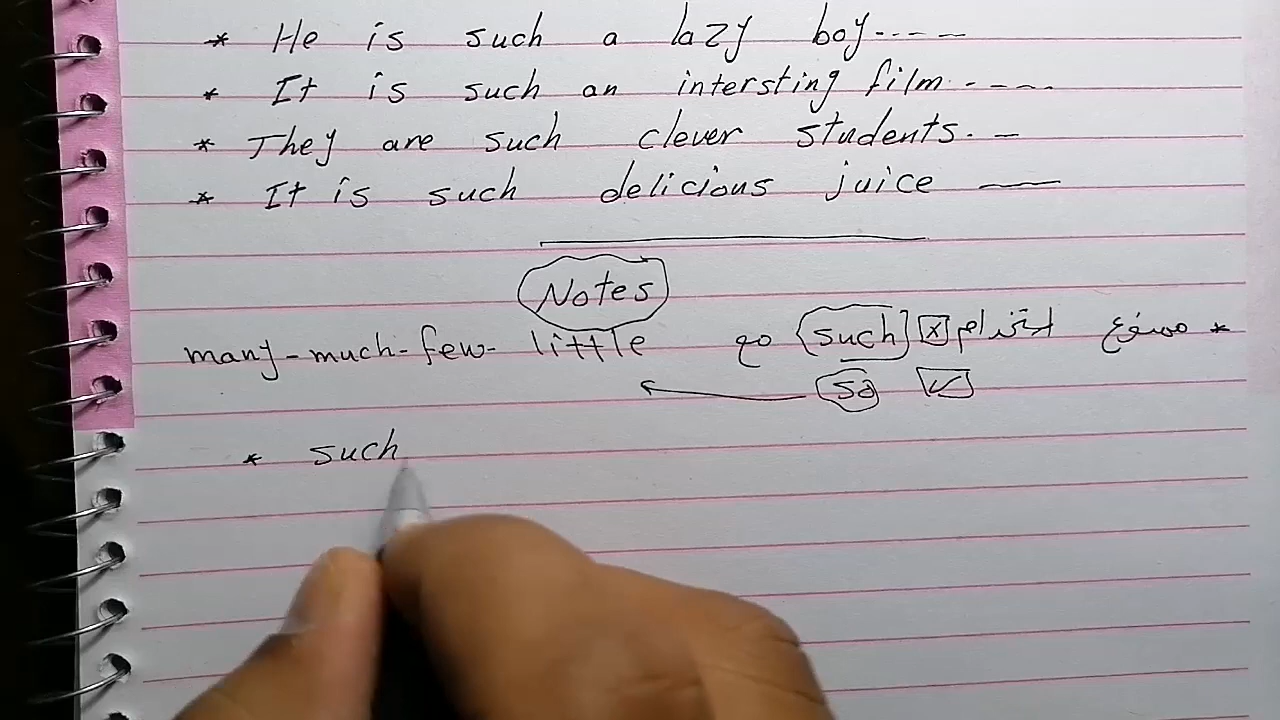 * He is such a lazy boy.----
* It is such an intersting film.----
* They are such clever students. -
* It is such delicious juice —
Notes
* ممنوع استخدام [x] {such] مع many - much - few - little
[✓] so ←
* such